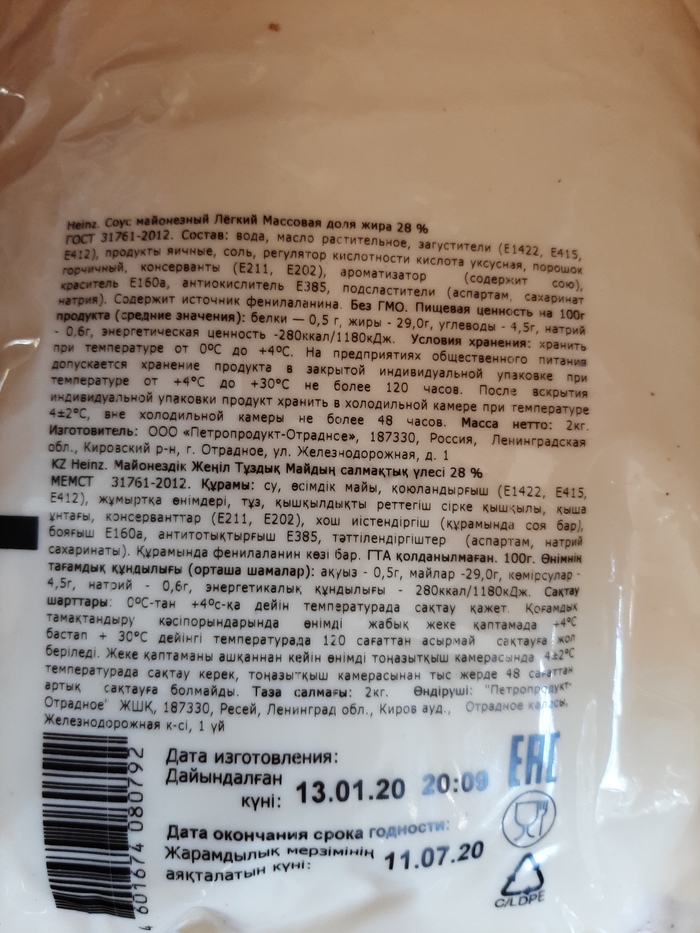 Heinz. Соус майонезный Лёгкий Массовая доля жира 28 %
ГОСТ 31761-2012. Состав: вода, масло растительное, загустители (E1422, E415,
E412), продукты яичные, соль, регулятор кислотности кислота уксусная, порошок
горчичный, консерванты (E211, E202), ароматизатор (содержит сою),
краситель E160a, антиокислитель E385, подсластители (аспартам, сахаринат
натрия). Содержит источник фенилаланина. Без ГМО. Пищевая ценность на 100г
продукта (средние значения): белки — 0,5 г, жиры - 29,0г, углеводы - 4,5г, натрий
- 0,6г, энергетическая ценность -280ккал/1180кДж. Условия хранения: хранить
при температуре от 0ºC до +4ºC. На предприятиях общественного питания
допускается хранение продукта в закрытой индивидуальной упаковке при
температуре от +4ºC до +30ºC не более 120 часов. После вскрытия
индивидуальной упаковки продукт хранить в холодильной камере при температуре
4±2ºC, вне холодильной камеры не более 48 часов. Масса нетто: 2кг.
Изготовитель: ООО «Петропродукт-Отрадное», 187330, Россия, Ленинградская
обл., Кировский р-н, г. Отрадное, ул. Железнодорожная, д. 1
KZ Heinz. Майонездік Жеңіл Тұздық Майдың салмақтық үлесі 28 %
МЕМСТ 31761-2012. Құрамы: су, өсімдік майы, қоюландырғыш (E1422, E415,
E412), жұмыртқа өнімдері, тұз, қышқылдықты реттегіш сірке қышқылы, қыша
ұнтағы, консерванттар (E211, E202), хош иістендіргіш (құрамында соя бар),
бояғыш E160a, антитотықтырғыш E385, тәттілендіргіштер (аспартам, натрий
сахаринаты). Құрамында фенилаланин көзі бар. ГТА қолданылмаған. 100г. Өнімнің
тағамдық құндылығы (орташа шамалар): ақуыз - 0,5г, майлар -29,0г, көмірсулар -
4,5г, натрий - 0,6г, энергетикалық құндылығы - 280ккал/1180кДж. Сақтау
шарттары: 0ºC-тан +4ºс-қа дейін температурада сақтау қажет. Қоғамдық
тамақтандыру кәсіпорындарында өнімді жабық жеке қаптамада +4ºC
бастап + 30ºC дейінгі температурада 120 сағаттан асырмай сақтауға жол
беріледі. Жеке қаптаманы ашқаннан кейін өнімді тоңазытқыш камерасында 4±2ºC
температурада сақтау керек, тоңазытқыш камерасынан тыс жерде 48 сағаттан
артық сақтауға болмайды. Таза салмағы: 2кг. Өндіруші: "Петропродукт-
Отрадное" ЖШҚ, 187330, Ресей, Ленинград обл., Киров ауд., Отрадное қаласы,
Железнодорожная к-сі, 1 үй
Дата изготовления:
Дайындалған
күні: 13.01.20 20:09
EAC
Дата окончания срока годности:
Жарамдылық мерзімінің
аяқталатын күні: 11.07.20
C/LDPE
4 601674 080792